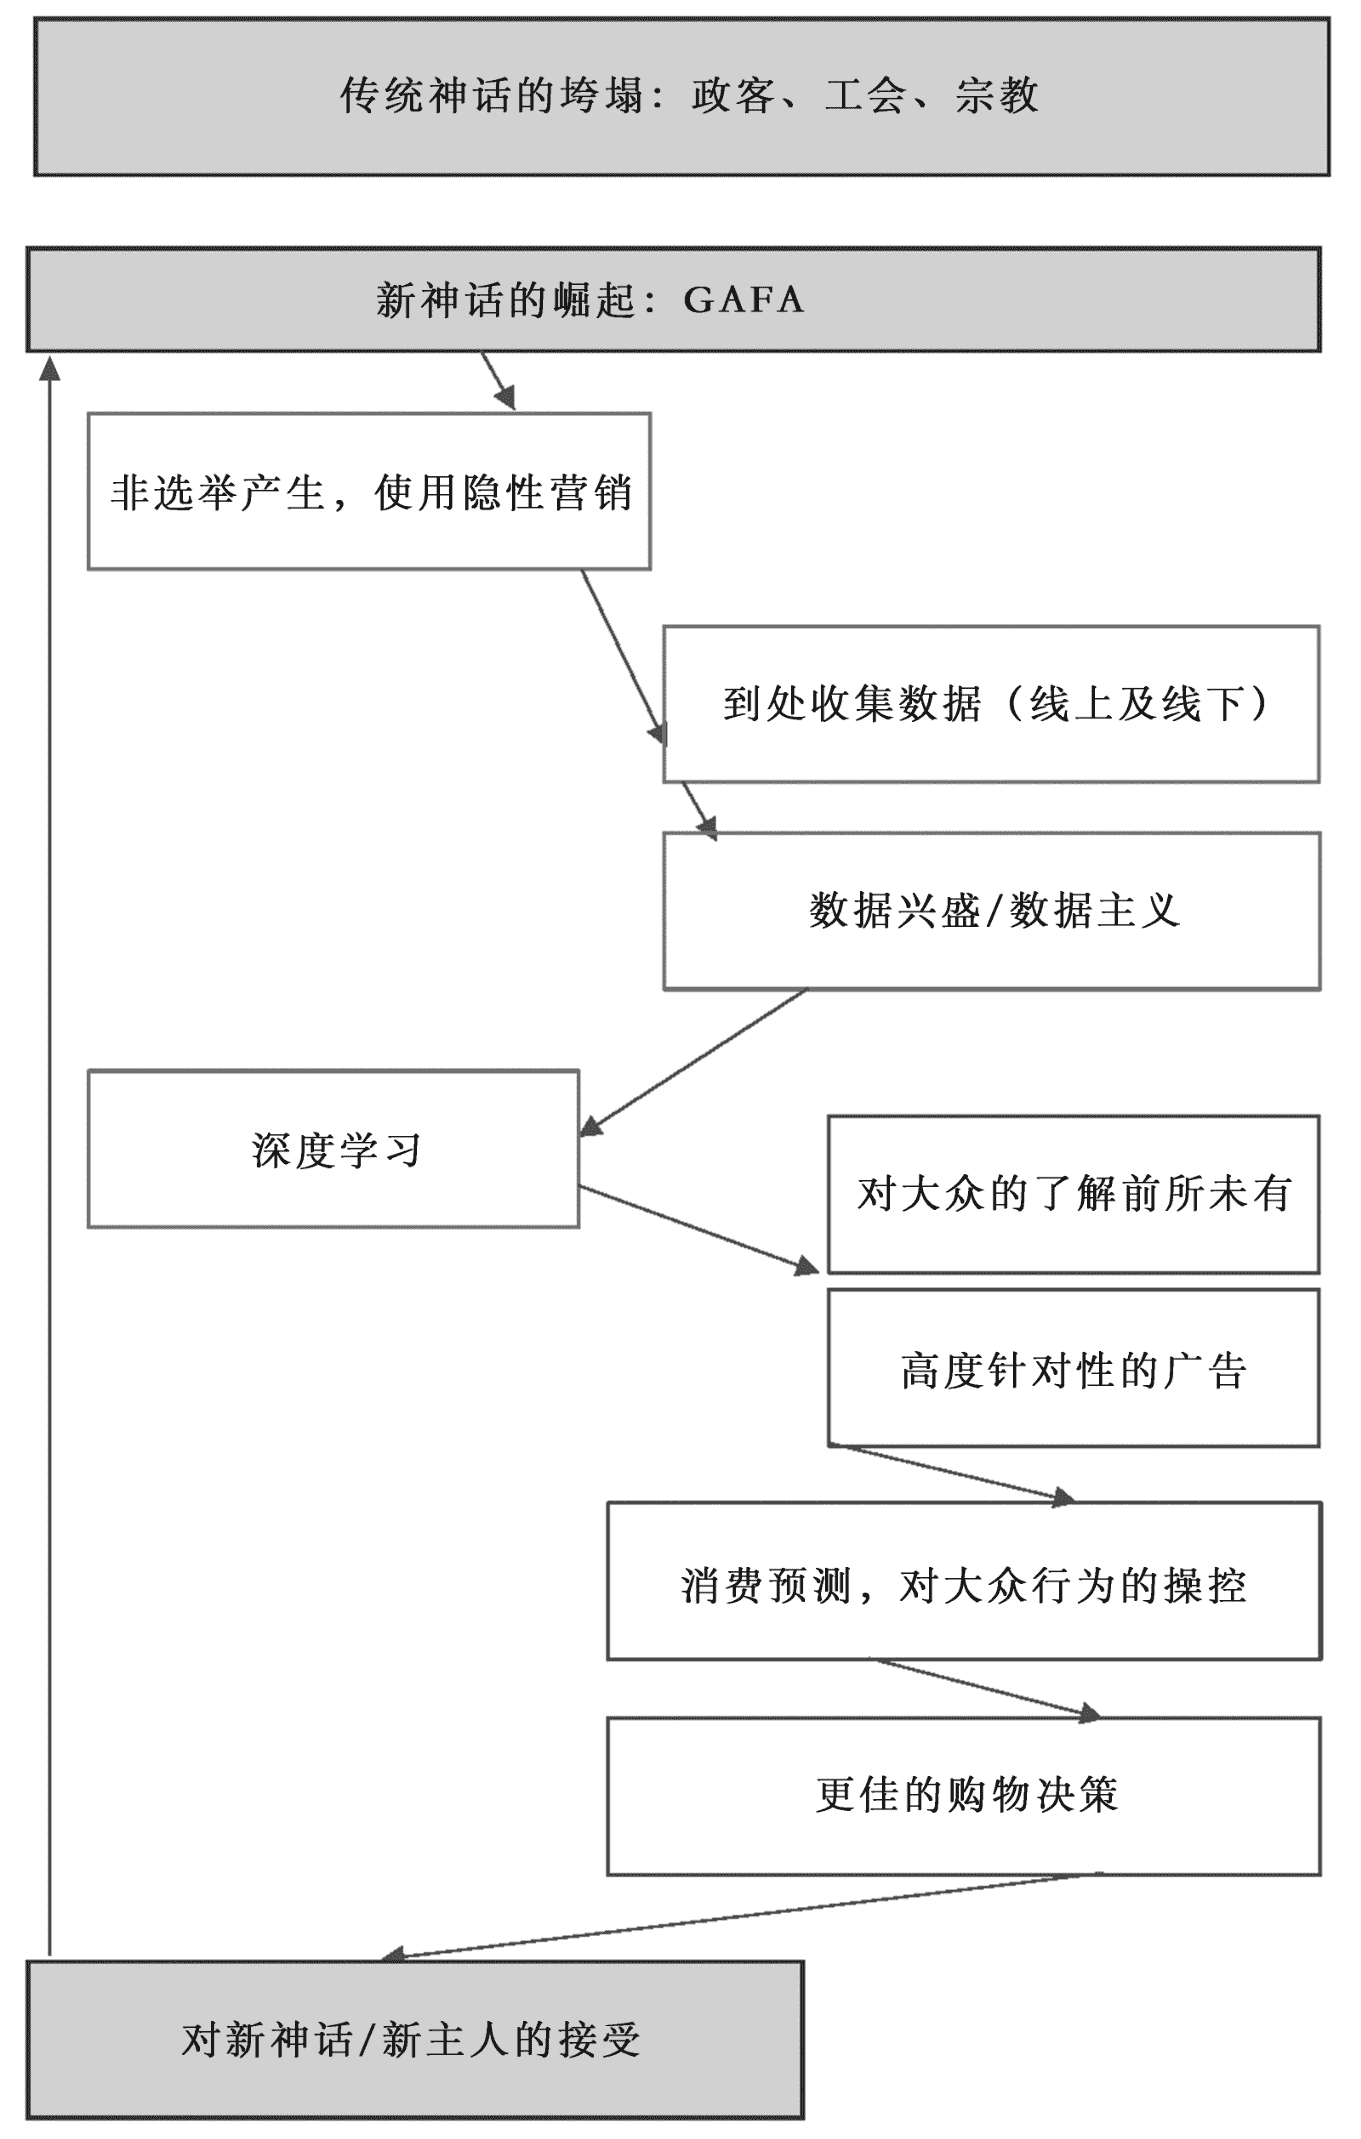 传统神话的垮塌：政客、工会、宗教
新神话的崛起：GAFA
非选举产生，使用隐性营销
到处收集数据（线上及线下）
数据兴盛/数据主义
深度学习
对大众的了解前所未有
高度针对性的广告
消费预测，对大众行为的操控
更佳的购物决策
对新神话/新主人的接受